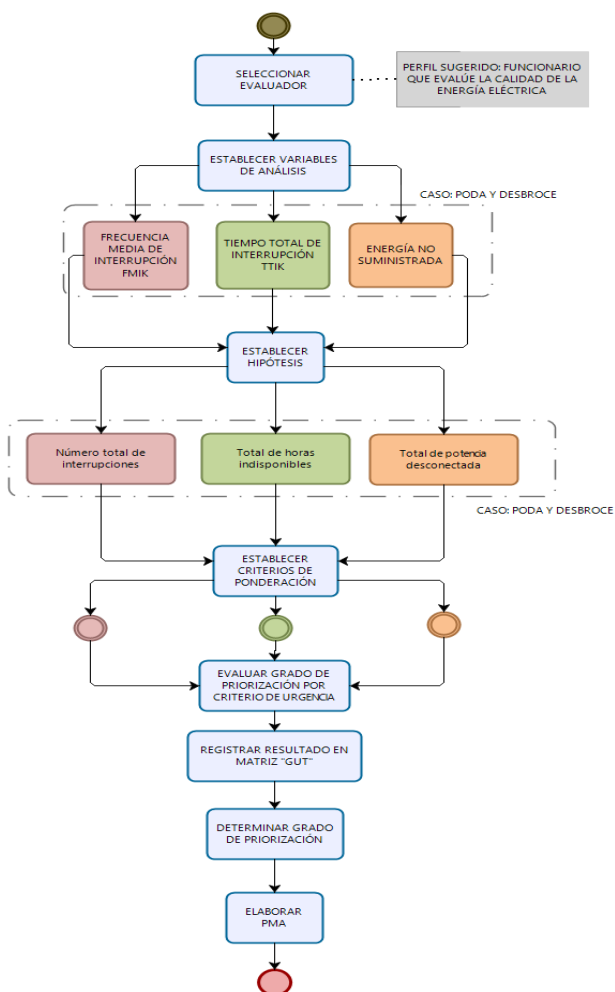 SELECCIONAR
EVALUADOR
PERFIL SUGERIDO: FUNCIONARIO
QUE EVALÚE LA CALIDAD DE LA
ENERGÍA ELÉCTRICA
ESTABLECER VARIABLES
DE ANÁLISIS
CASO: PODA Y DESBROCE
FRECUENCIA
MEDIA DE
INTERRUPCIÓN
FMIK
TIEMPO TOTAL DE
INTERRUPCIÓN
TTIK
ENERGÍA NO
SUMINISTRADA
ESTABLECER
HIPÓTESIS
Número total de
interrupciones
Total de horas
indisponibles
Total de potencia
desconectada
CASO: PODA Y DESBROCE
ESTABLECER
CRITERIOS DE
PONDERACIÓN
EVALUAR GRADO DE
PRIORIZACIÓN POR
CRITERIO DE URGENCIA
REGISTRAR RESULTADO EN
MATRIZ "GUT"
DETERMINAR GRADO
DE PRIORIZACIÓN
ELABORAR
PMA